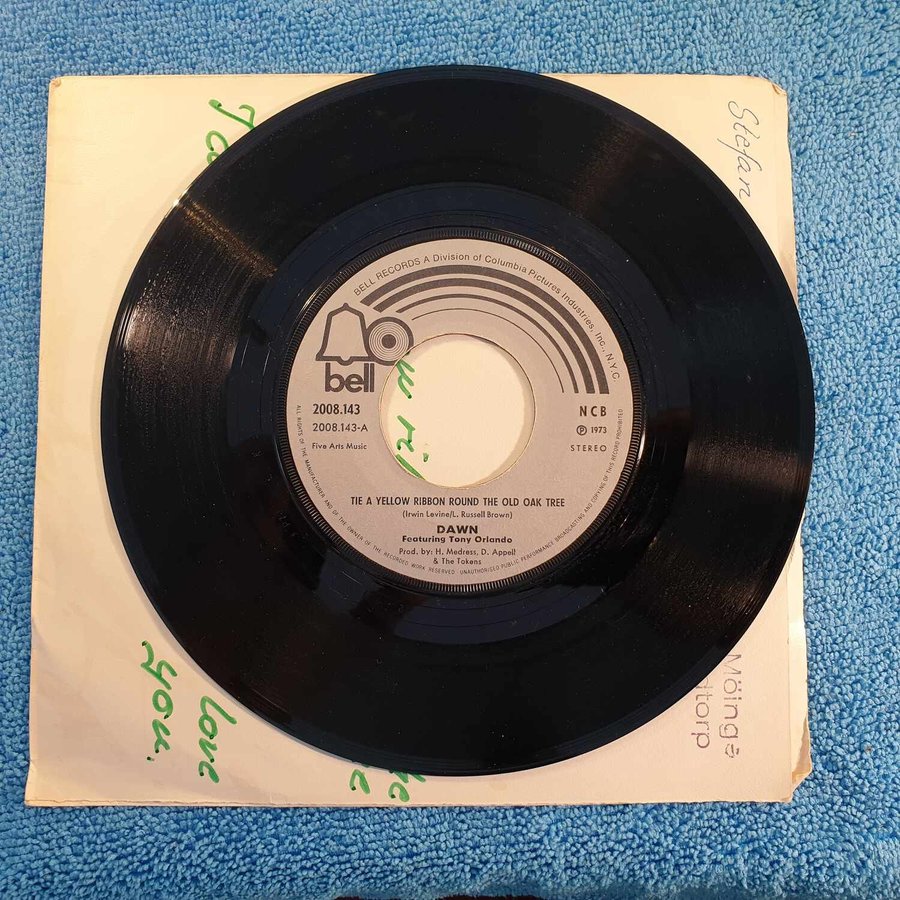 Stefan
BELL RECORDS A Division of Columbia Pictures Industries, Inc., N.Y.C
bell
2008.143
2008.143-A
Five Arts Music
NCB
℗ 1973
STEREO
TIE A YELLOW RIBBON ROUND THE OLD OAK TREE
(Irwin Levine/L. Russell Brown)
DAWN
Featuring Tony Orlando
Prod. by: H. Medress, D. Appell
& The Tokens
ALL RIGHTS OF THE MANUFACTURER AND OF THE OWNER OF THE RECORDED WORK RESERVED · UNAUTHORISED PUBLIC PERFORMANCE BROADCASTING AND COPYING OF THIS RECORD PROHIBITED
love
you.